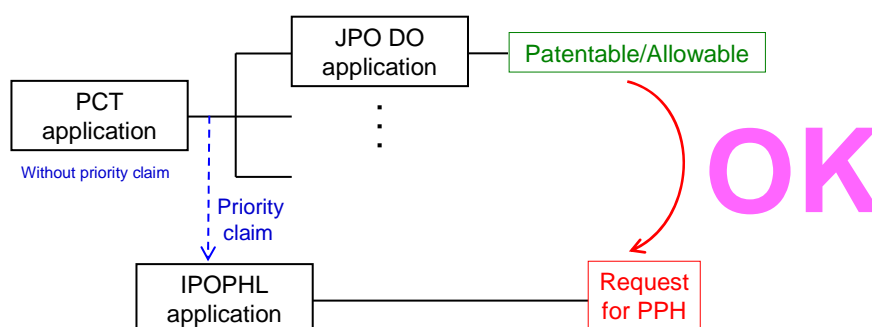 JPO DO
application
Patentable/Allowable
PCT
application
Without priority claim
OK
Priority
claim
IPOPHL
application
Request
for PPH